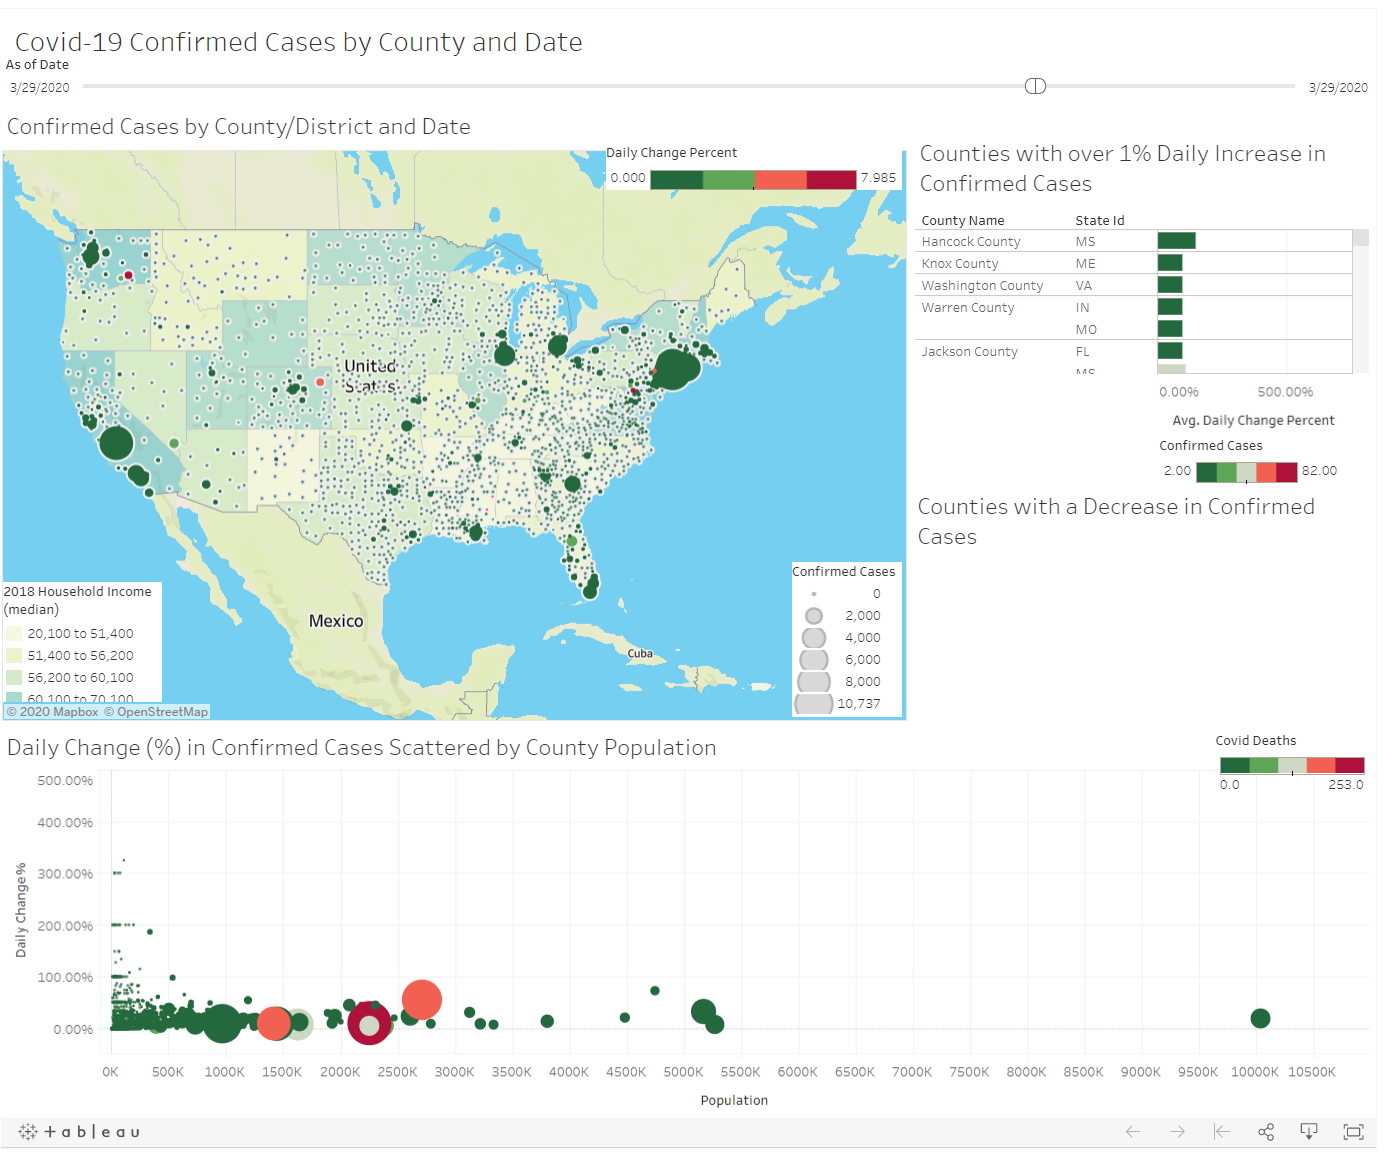 Covid-19 Confirmed Cases by County and Date
As of Date
3/29/2020
3/29/2020
Confirmed Cases by County/District and Date
Daily Change Percent
0.000
7.985
United
States
Mexico
Cuba
2018 Household Income
(median)
20,100 to 51,400
51,400 to 56,200
56,200 to 60,100
60,100 to 70,100
© 2020 Mapbox © OpenStreetMap
Confirmed Cases
0
2,000
4,000
6,000
8,000
10,737
Counties with over 1% Daily Increase in
Confirmed Cases
County Name State Id
Hancock County MS
Knox County ME
Washington County VA
Warren County IN
MO
Jackson County FL
MS
0.00% 500.00%
Avg. Daily Change Percent
Confirmed Cases
2.00 82.00
Counties with a Decrease in Confirmed
Cases
Daily Change (%) in Confirmed Cases Scattered by County Population
Covid Deaths
0.0 253.0
Daily Change %
500.00%
400.00%
300.00%
200.00%
100.00%
0.00%
0K 500K 1000K 1500K 2000K 2500K 3000K 3500K 4000K 4500K 5000K 5500K 6000K 6500K 7000K 7500K 8000K 8500K 9000K 9500K 10000K 10500K
Population
+ableau